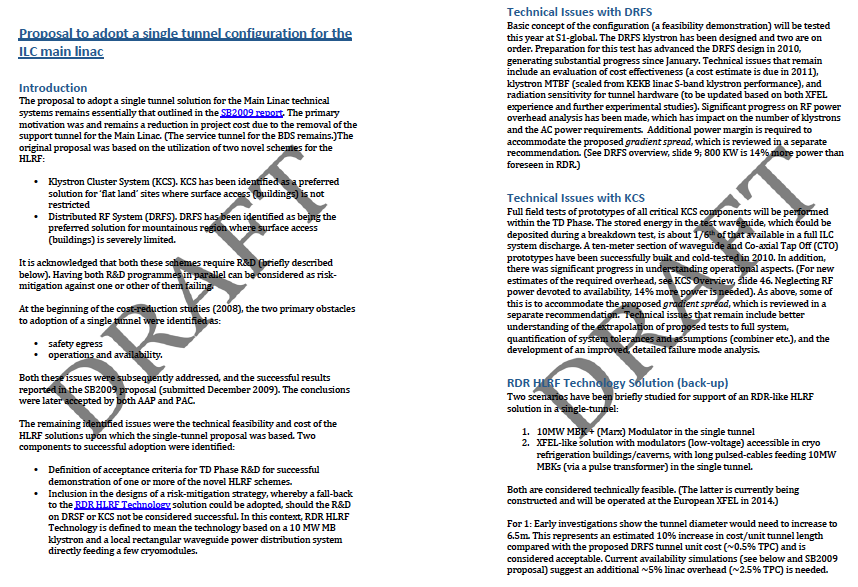 Proposal to adopt a single tunnel configuration for the
ILC main linac
Introduction
The proposal to adopt a single tunnel solution for the Main Linac technical
systems remains essentially that outlined in the SB2009 report. The primary
motivation was and remains a reduction in project cost due to the removal of the
support tunnel for the Main Linac. (The service tunnel for the BDS remains.)The
original proposal was based on the utilization of two novel schemes for the
HLRF:
• Klystron Cluster System (KCS). KCS has been identified as a preferred
solution for 'flat land' sites where surface access (buildings) is not
restricted
• Distributed RF System (DRFS). DRFS has been identified as being the
preferred solution for mountainous region where surface access
(buildings) is severely limited.
It is acknowledged that both these schemes require R&D (briefly described
below). Having both R&D programmes in parallel can be considered as risk-
mitigation against one or other of them failing.
At the beginning of the cost-reduction studies (2008), the two primary obstacles
to adoption of a single tunnel were identified as:
• safety egress
• operations and availability.
Both these issues were subsequently addressed, and the successful results
reported in the SB2009 proposal (submitted December 2009). The conclusions
were later accepted by both AAP and PAC.
The remaining identified issues were the technical feasibility and cost of the
HLRF solutions upon which the single-tunnel proposal was based. Two
components to successful adoption were identified:
• Definition of acceptance criteria for TD Phase R&D for successful
demonstration of one or more of the novel HLRF schemes.
• Inclusion in the designs of a risk-mitigation strategy, whereby a fall-back
to the RDR HLRF Technology solution could be adopted, should the R&D
on DRSF or KCS not be considered successful. In this context, RDR HLRF
Technology is defined to mean the technology based on a 10 MW MB
klystron and a local rectangular waveguide power distribution system
directly feeding a few cryomodules.
DRAFT
Technical Issues with DRFS
Basic concept of the configuration (a feasibility demonstration) will be tested
this year at S1-global. The DRFS klystron has been designed and two are on
order. Preparation for this test has advanced the DRFS design in 2010,
generating substantial progress since January. Technical issues that remain
include an evaluation of cost effectiveness (a cost estimate is due in 2011),
klystron MTBF (scaled from KEKB linac S-band klystron performance), and
radiation sensitivity for tunnel hardware (to be updated based on both XFEL
experience and further experimental studies). Significant progress on RF power
overhead analysis has been made, which has impact on the number of klystrons
and the AC power requirements. Additional power margin is required to
accommodate the proposed gradient spread, which is reviewed in a separate
recommendation. (See DRFS overview, slide 9; 800 KW is 14% more power than
foreseen in RDR.)
Technical Issues with KCS
Full field tests of prototypes of all critical KCS components will be performed
within the TD Phase. The stored energy in the test waveguide, which could be
deposited during a breakdown test, is about 1/6th of that available in a full ILC
system discharge. A ten-meter section of waveguide and Co-axial Tap Off (CTO)
prototypes have been successfully built and cold-tested in 2010. In addition,
there was significant progress in understanding operational aspects. (For new
estimates of the required overhead, see KCS Overview, slide 46. Neglecting RF
power devoted to availability, 14% more power is needed). As above, some of
this is to accommodate the proposed gradient spread, which is reviewed in a
separate recommendation. Technical issues that remain include better
understanding of the extrapolation of proposed tests to full system,
quantification of system tolerances and assumptions (combiner etc.), and the
development of an improved, detailed failure mode analysis.
RDR HLRF Technology Solution (back-up)
Two scenarios have been briefly studied for support of an RDR-like HLRF
solution in a single-tunnel:
1. 10MW MBK + (Marx) Modulator in the single tunnel
2. XFEL-like solution with modulators (low-voltage) accessible in cryo
refrigeration buildings/caverns, with long pulsed-cables feeding 10MW
MBKs (via a pulse transformer) in the single tunnel.
Both are considered technically feasible. (The latter is currently being
constructed and will be operated at the European XFEL in 2014.)
For 1: Early investigations show the tunnel diameter would need to increase to
6.5m. This represents an estimated 10% increase in cost/unit tunnel length
compared with the proposed DRFS tunnel unit cost (~0.5% TPC) and is
considered acceptable. Current availability simulations (see below and SB2009
proposal) suggest an additional ~5% linac overhead (~2.5% TPC) is needed.
DRAFT